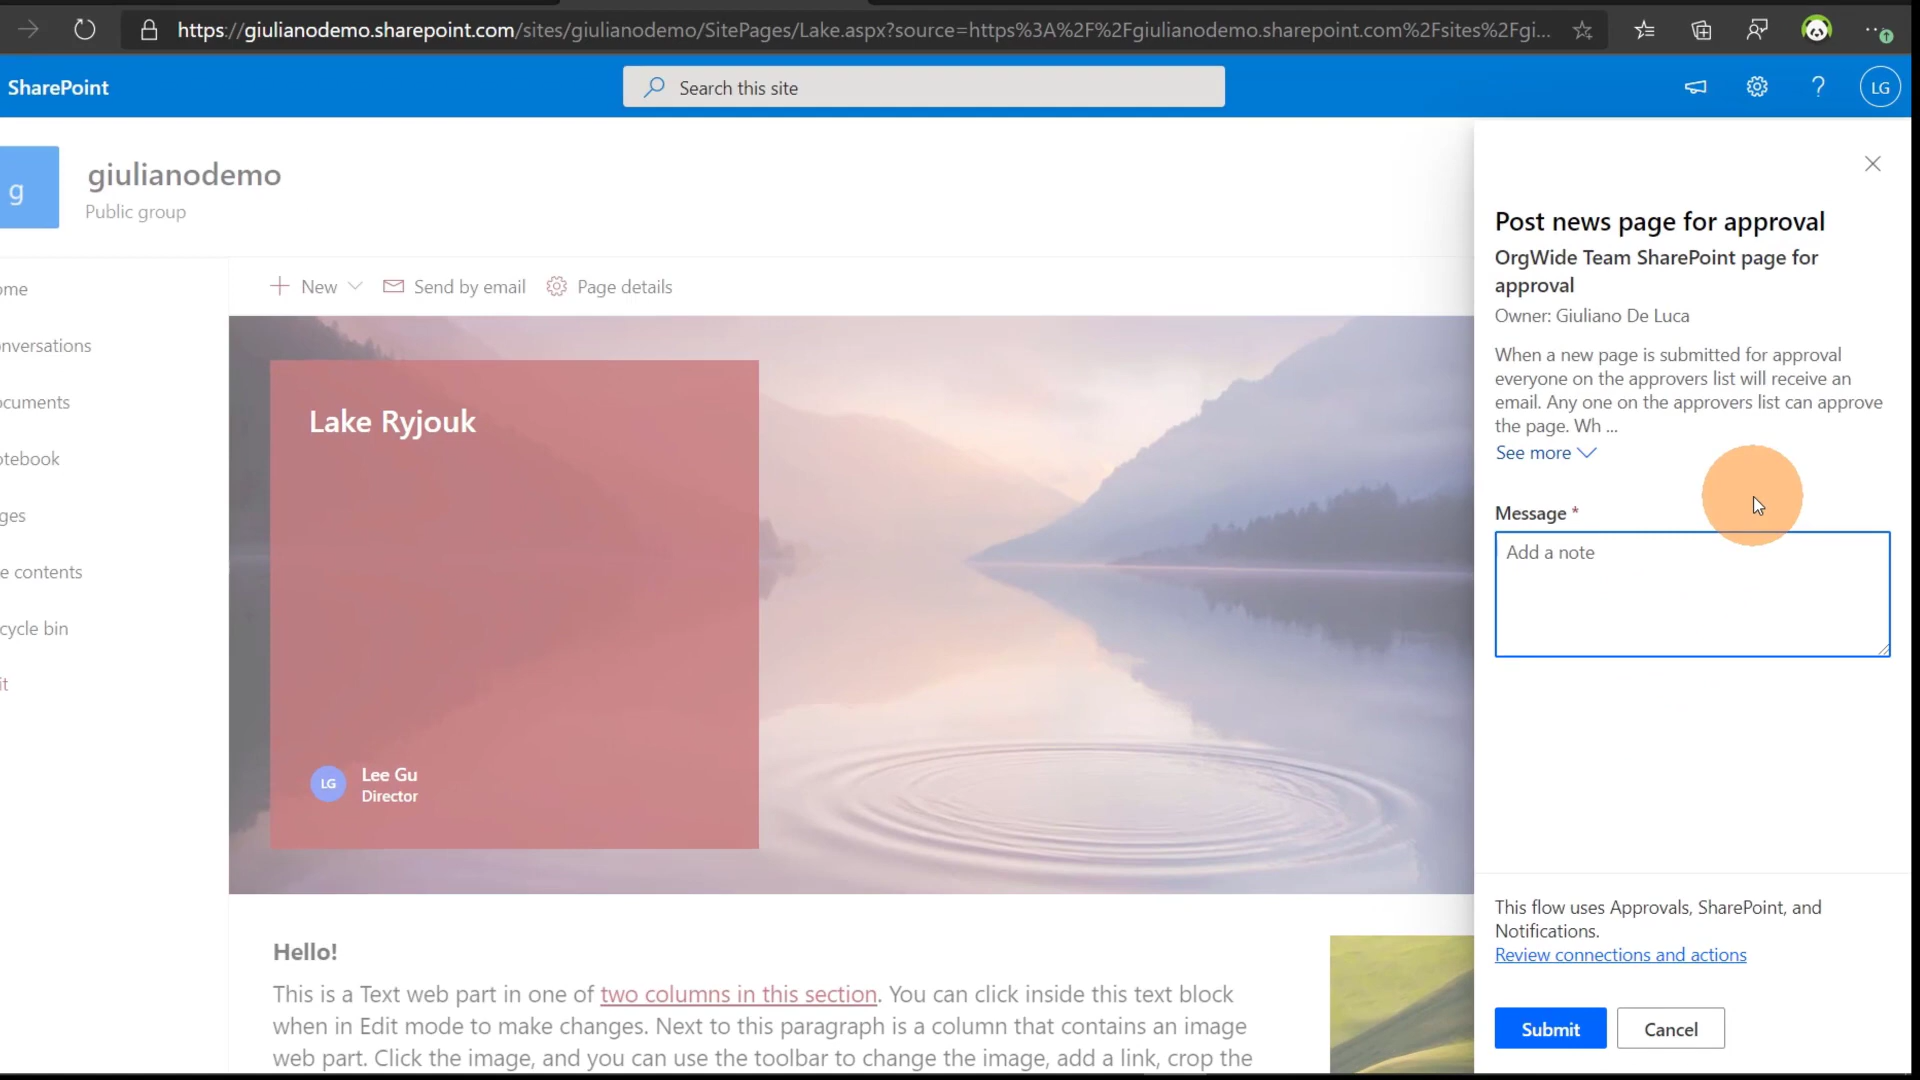 https://giulianodemo.sharepoint.com/sites/giulianodemo/SitePages/Lake.aspx?source=https%3A%2F%2Fgiulianodemo.sharepoint.com%2Fsites%2Fgi...
SharePoint
Search this site
?
LG
g
giulianodemo
Public group
ome
onversations
ocuments
otebook
ges
e contents
cycle bin
it
New
Send by email
Page details
Lake Ryjouk
LG
Lee Gu
Director
Hello!
This is a Text web part in one of two columns in this section. You can click inside this text block
when in Edit mode to make changes. Next to this paragraph is a column that contains an image
web part. Click the image, and you can use the toolbar to change the image, add a link, crop the
Post news page for approval
OrgWide Team SharePoint page for
approval
Owner: Giuliano De Luca
When a new page is submitted for approval
everyone on the approvers list will receive an
email. Any one on the approvers list can approve
the page. Wh ...
See more
Message *
Add a note
This flow uses Approvals, SharePoint, and
Notifications.
Review connections and actions
Submit
Cancel